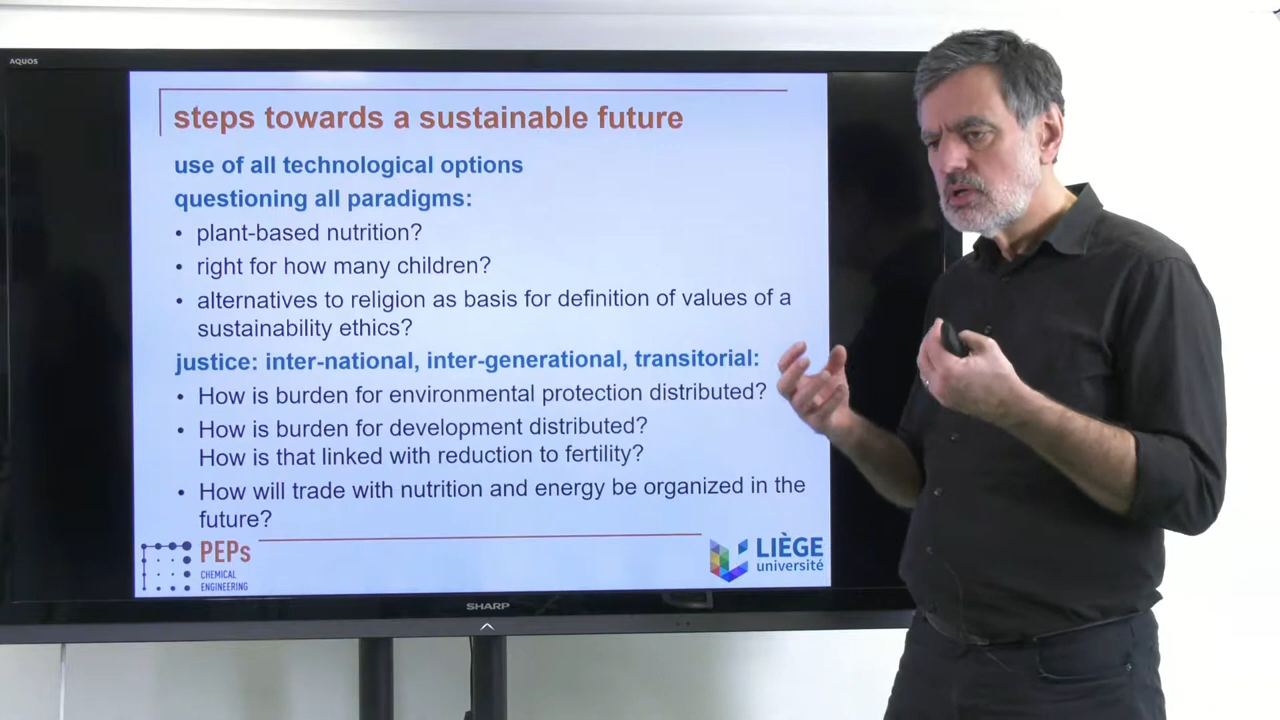 AQUOS
steps towards a sustainable future
use of all technological options
questioning all paradigms:
• plant-based nutrition?
• right for how many children?
• alternatives to religion as basis for definition of values of a
sustainability ethics?
justice: inter-national, inter-generational, transitorial:
• How is burden for environmental protection distributed?
• How is burden for development distributed?
How is that linked with reduction to fertility?
• How will trade with nutrition and energy be organized in the
future?
PEPs
CHEMICAL
ENGINEERING
LIÈGE
université
SHARP